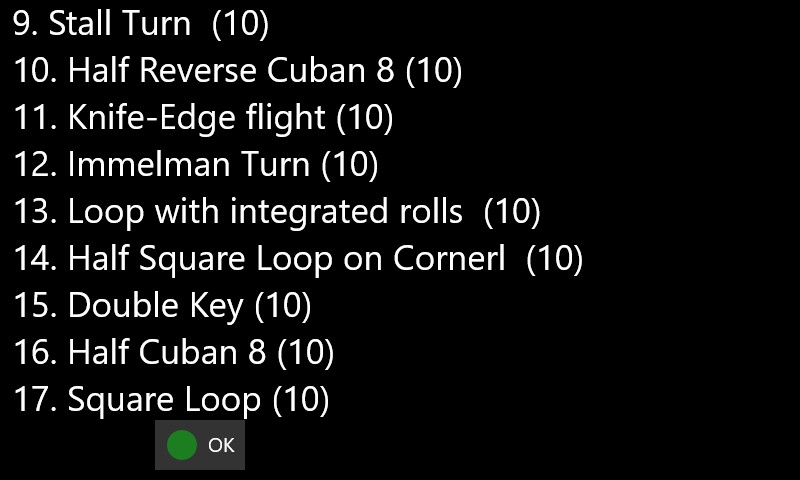 9. Stall Turn  (10)
10. Half Reverse Cuban 8 (10)
11. Knife-Edge flight (10)
12. Immelman Turn (10)
13. Loop with integrated rolls  (10)
14. Half Square Loop on Cornerl  (10)
15. Double Key (10)
16. Half Cuban 8 (10)
17. Square Loop (10)
OK